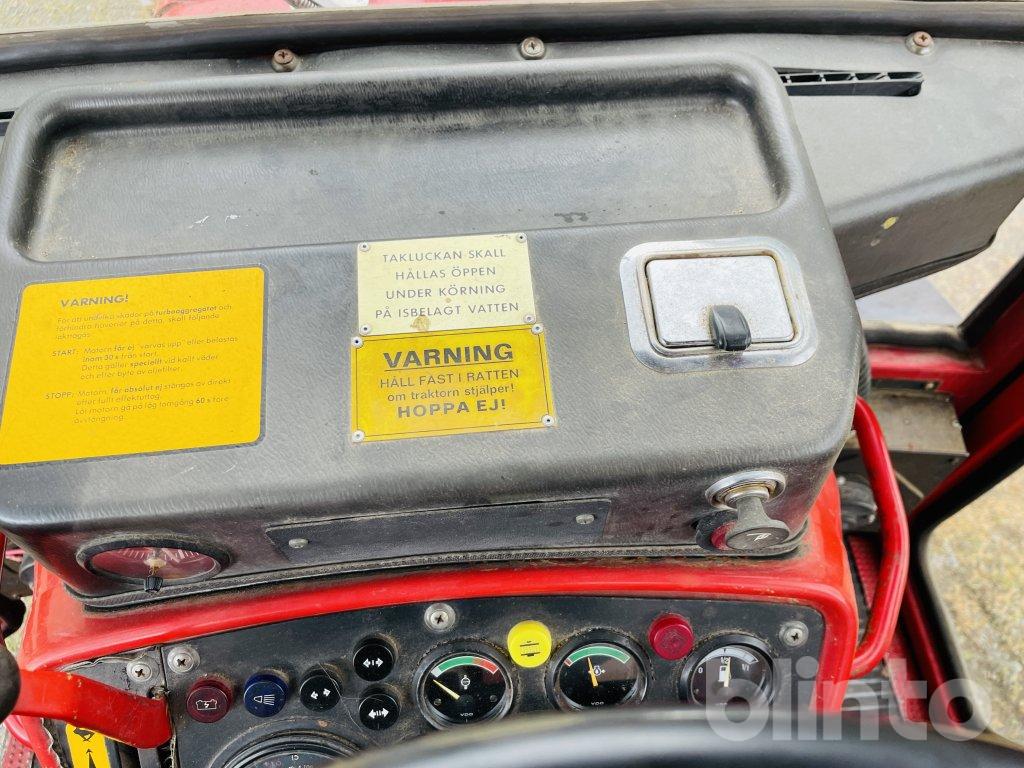 TAKLUCKAN SKALL
HÅLLAS ÖPPEN
UNDER KÖRNING
PÅ ISBELAGT VATTEN
VARNING!
För att undvika skador på turboaggregatet och
förhindra haverier på detta, skall följande
iakttagas:
START: Motorn får ej "varvas upp" eller belastas
inom 30 s från start.
Detta gäller speciellt vid kallt väder
och efter byte av oljefilter.
STOPP: Motorn får absolut ej stängas av direkt
efter fullt effektuttag.
Låt motorn gå på låg tomgång 60 s före
avstängning.
VARNING
HÅLL FAST I RATTEN
om traktorn stjälper!
HOPPA EJ!
VDO
VDO
0
blinto